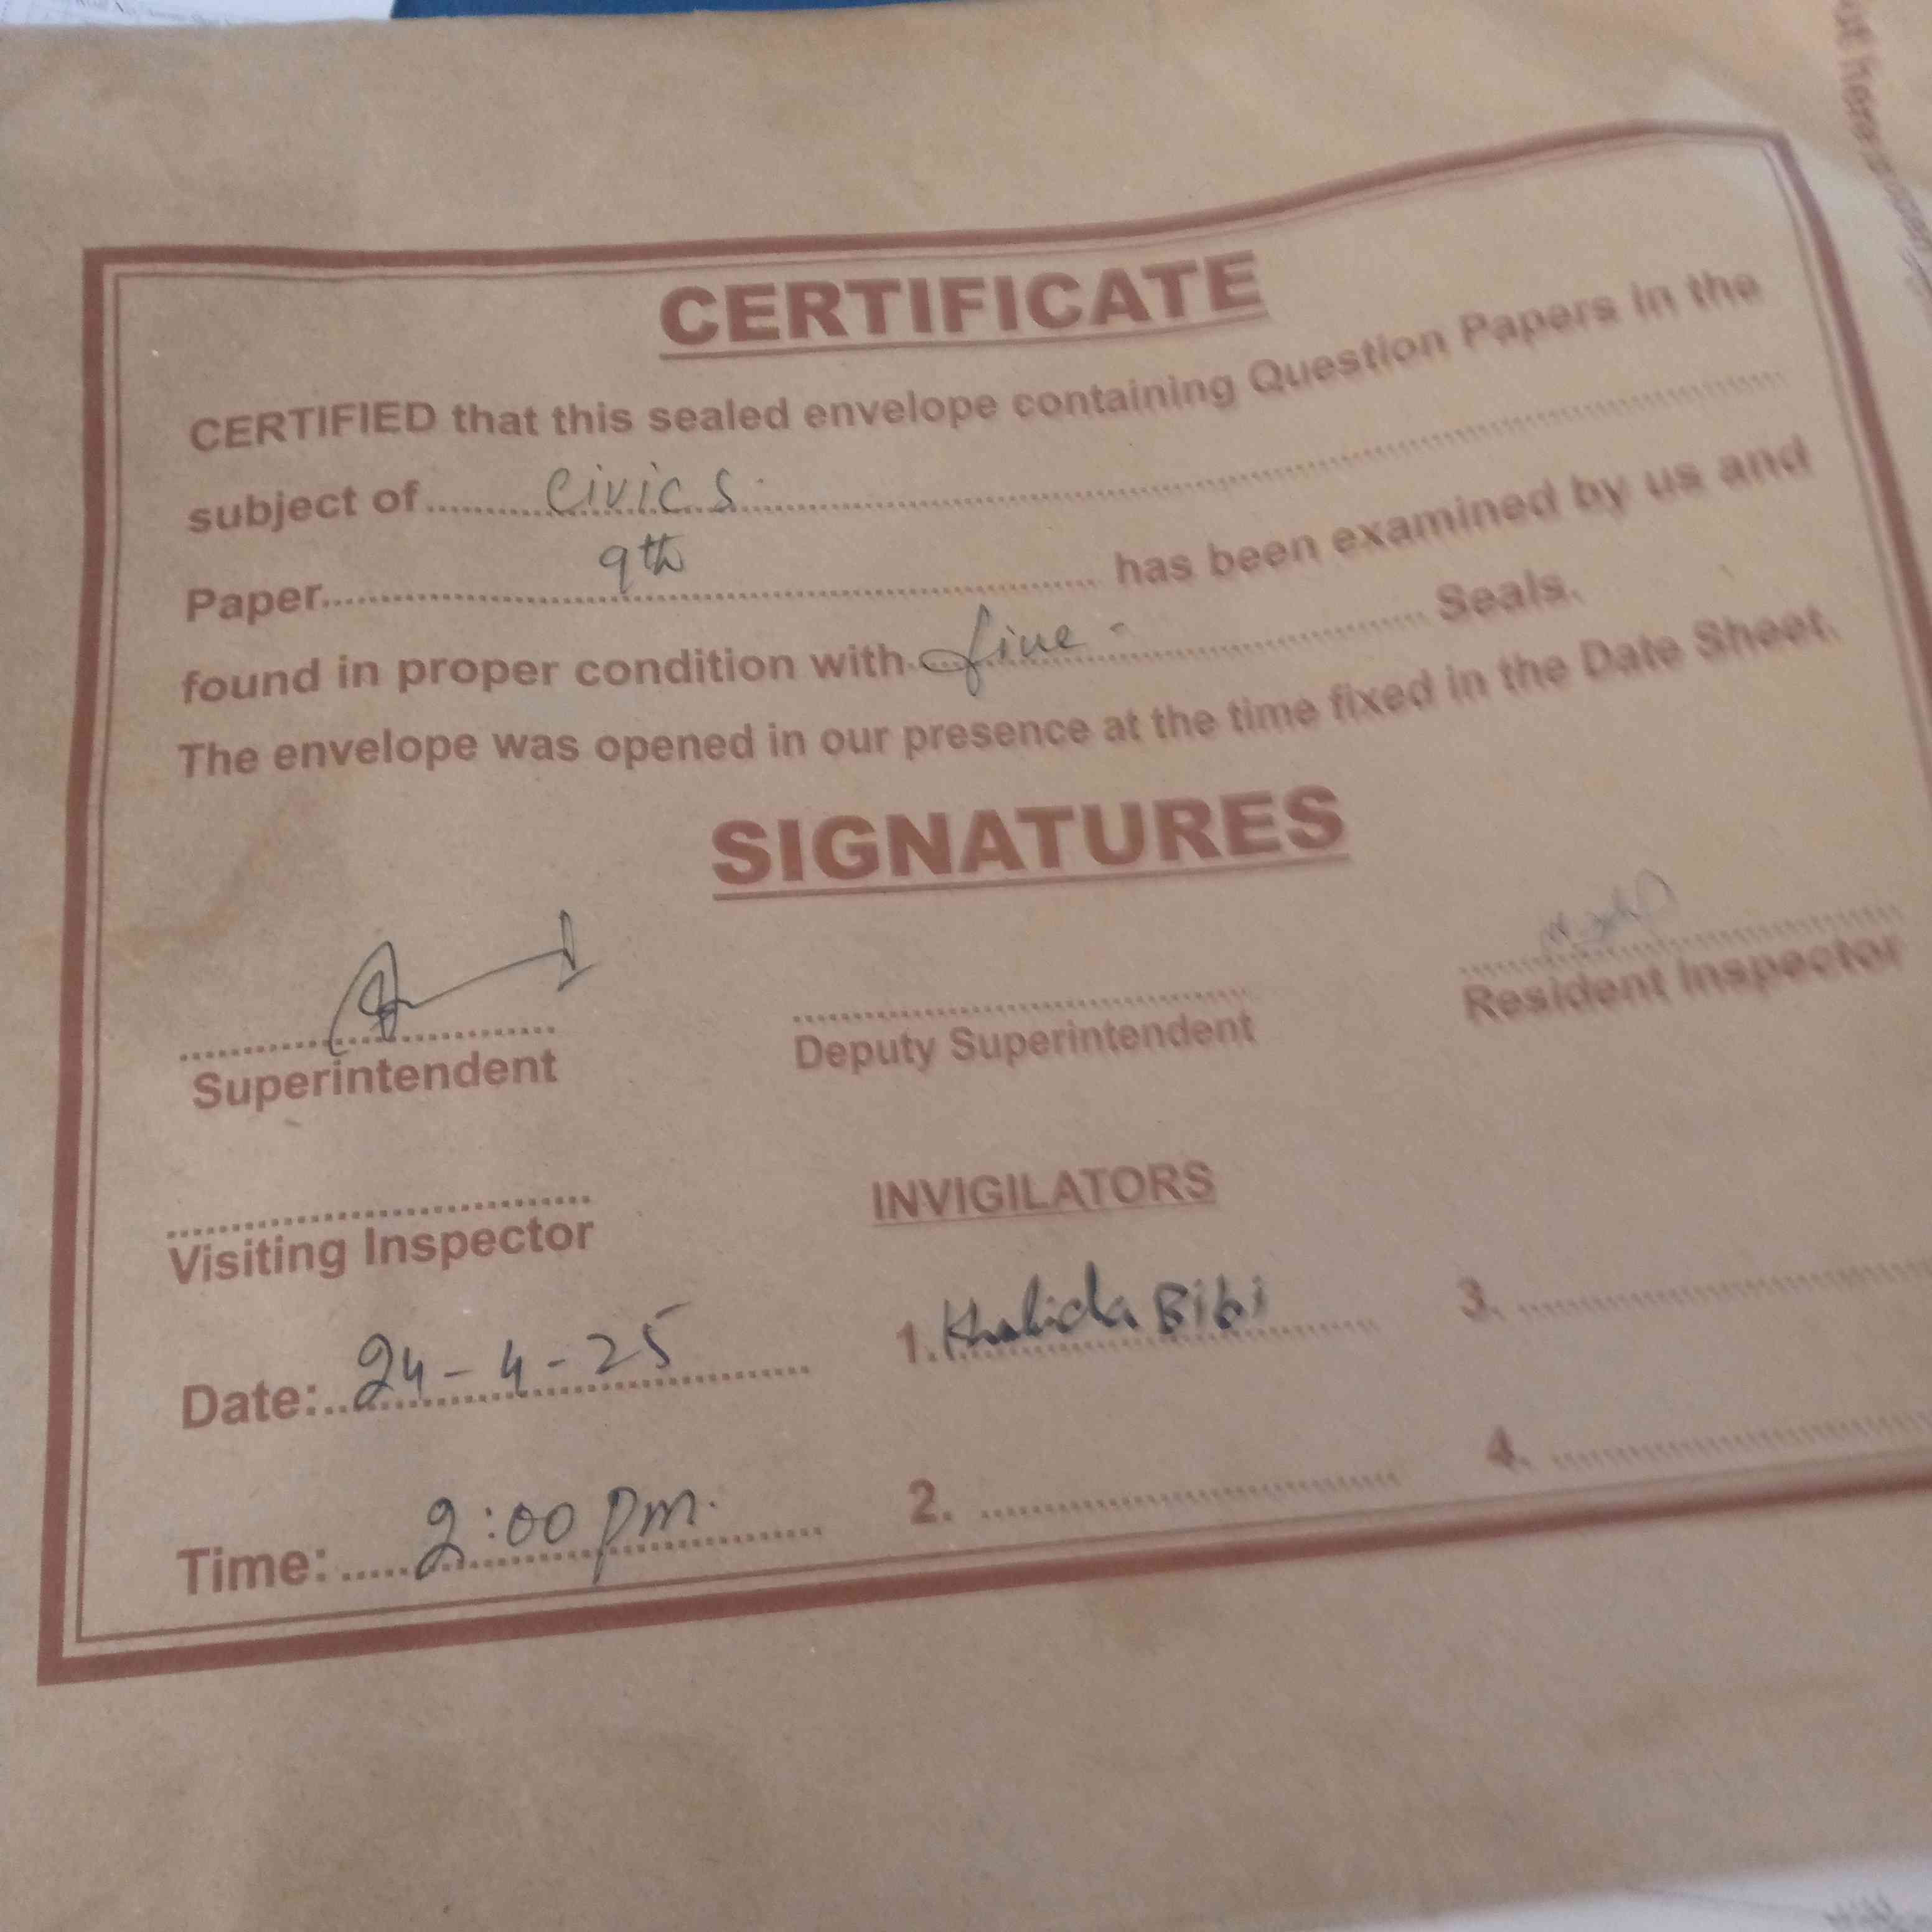 CERTIFICATE
CERTIFIED that this sealed envelope containing Question Papers in the
subject of Civics
Paper 9th has been examined by us and
found in proper condition with five Seals.
The envelope was opened in our presence at the time fixed in the Date Sheet.
SIGNATURES
Superintendent
Deputy Superintendent
Resident Inspector
Visiting Inspector
INVIGILATORS
Date: 24-4-25
1. Khalida Bibi
3.
Time: 2:00 pm.
2.
4.